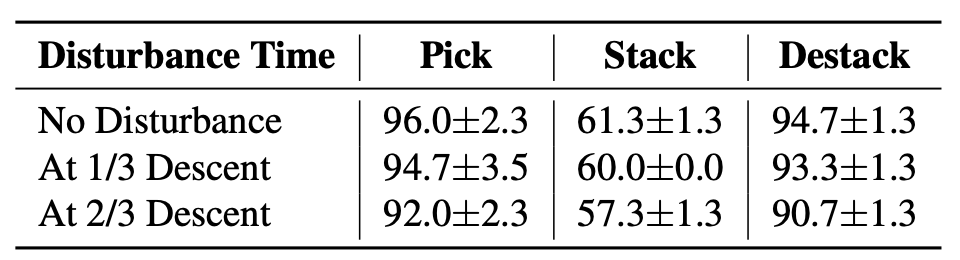 Disturbance Time Pick Stack Destack
No Disturbance 96.0±2.3 61.3±1.3 94.7±1.3
At 1/3 Descent 94.7±3.5 60.0±0.0 93.3±1.3
At 2/3 Descent 92.0±2.3 57.3±1.3 90.7±1.3